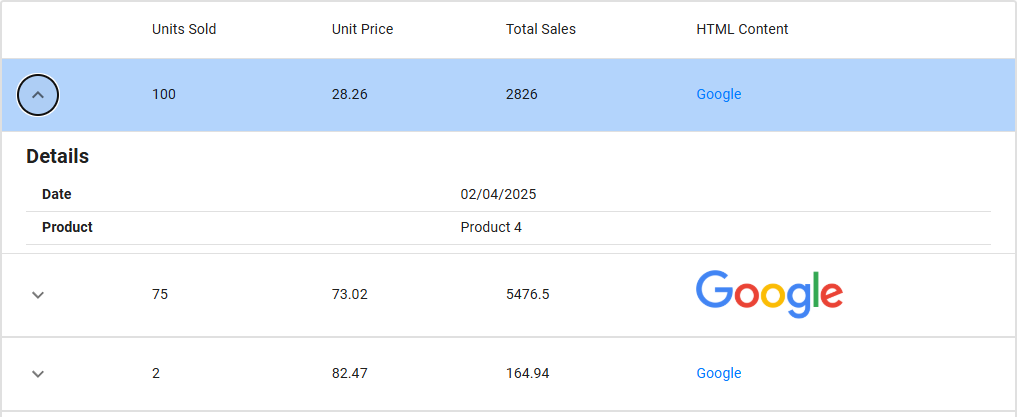 Units Sold Unit Price Total Sales HTML Content
100 28.26 2826 Google
Details
Date 02/04/2025
Product Product 4
75 73.02 5476.5 Google
2 82.47 164.94 Google